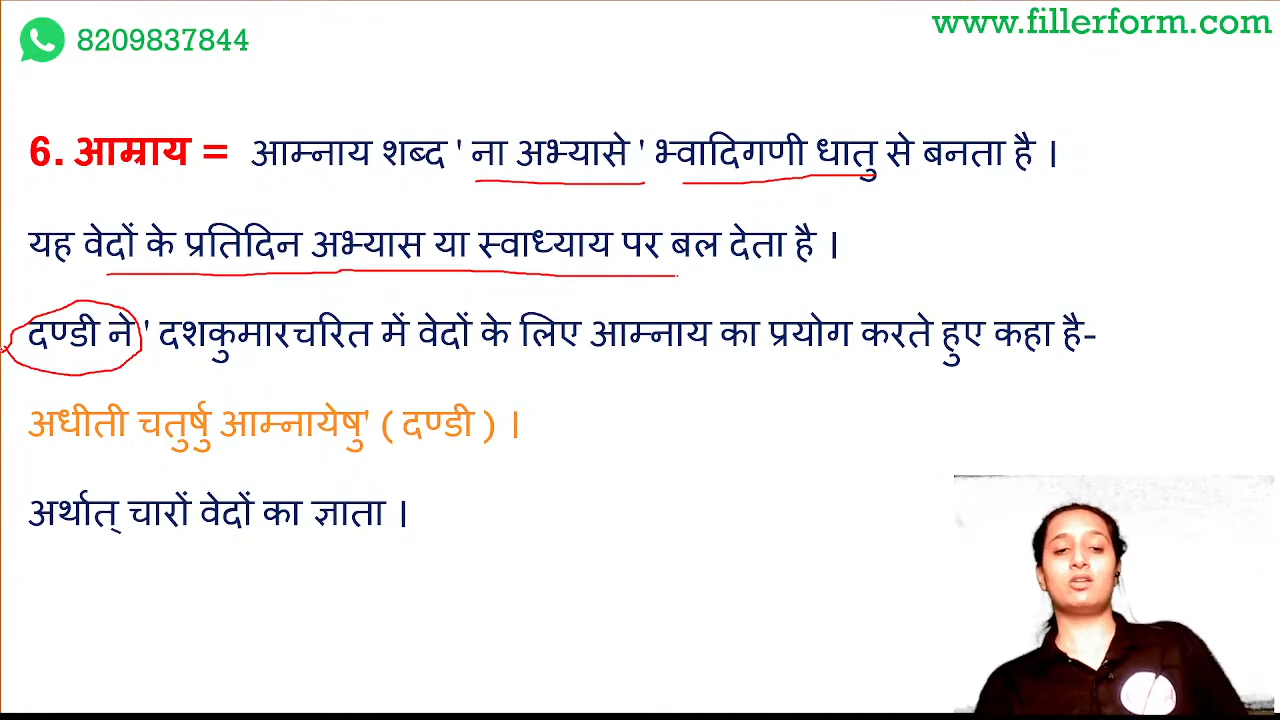 8209837844
www.fillerform.com
6. आम्राय = आम्नाय शब्द ' ना अभ्यासे ' भ्वादिगणी धातु से बनता है ।
यह वेदों के प्रतिदिन अभ्यास या स्वाध्याय पर बल देता है ।
दण्डी ने ' दशकुमारचरित में वेदों के लिए आम्नाय का प्रयोग करते हुए कहा है-
अधीती चतुर्षु आम्नायेषु' ( दण्डी ) ।
अर्थात् चारों वेदों का ज्ञाता ।